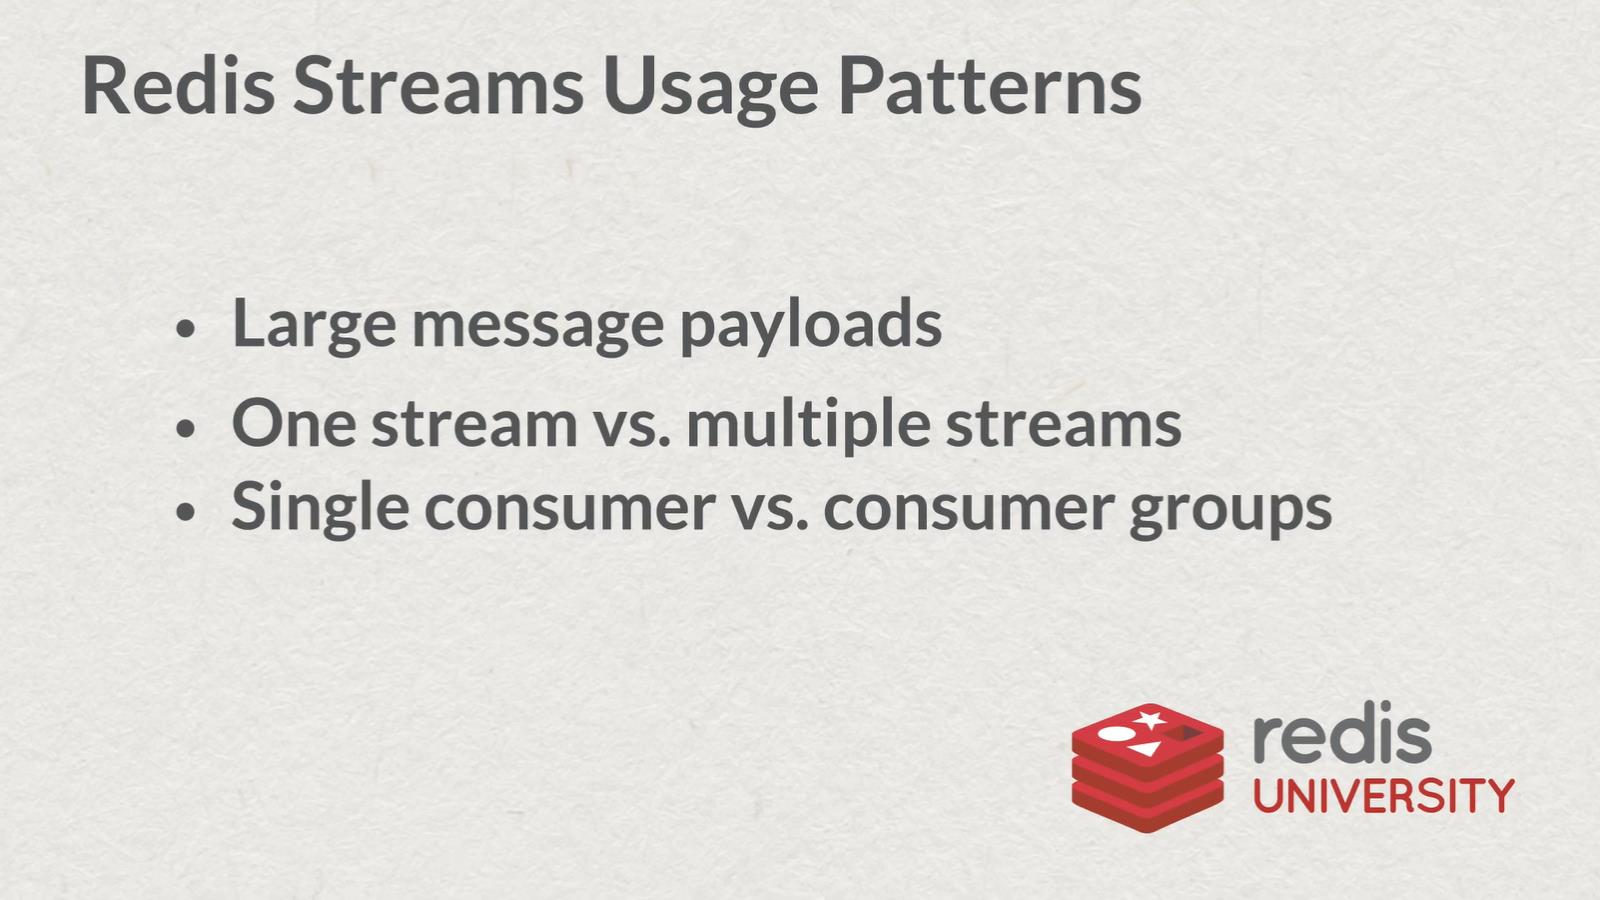 Redis Streams Usage Patterns
• Large message payloads
• One stream vs. multiple streams
• Single consumer vs. consumer groups
redis
UNIVERSITY